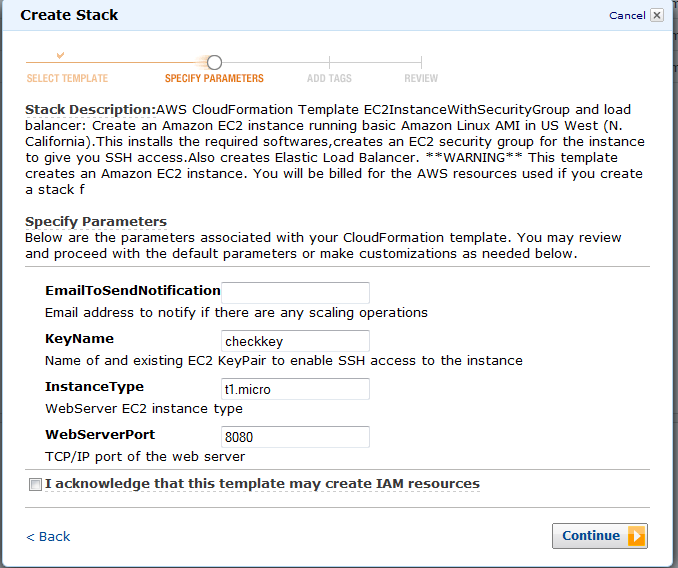 Create Stack
Cancel
SELECT TEMPLATE
SPECIFY PARAMETERS
ADD TAGS
REVIEW
Stack Description:AWS CloudFormation Template EC2InstanceWithSecurityGroup and load
balancer: Create an Amazon EC2 instance running basic Amazon Linux AMI in US West (N.
California).This installs the required softwares,creates an EC2 security group for the instance
to give you SSH access.Also creates Elastic Load Balancer. **WARNING** This template
creates an Amazon EC2 instance. You will be billed for the AWS resources used if you create
a stack f
Specify Parameters
Below are the parameters associated with your CloudFormation template. You may review
and proceed with the default parameters or make customizations as needed below.
EmailToSendNotification
Email address to notify if there are any scaling operations
KeyName checkkey
Name of and existing EC2 KeyPair to enable SSH access to the instance
InstanceType t1.micro
WebServer EC2 instance type
WebServerPort 8080
TCP/IP port of the web server
I acknowledge that this template may create IAM resources
< Back
Continue